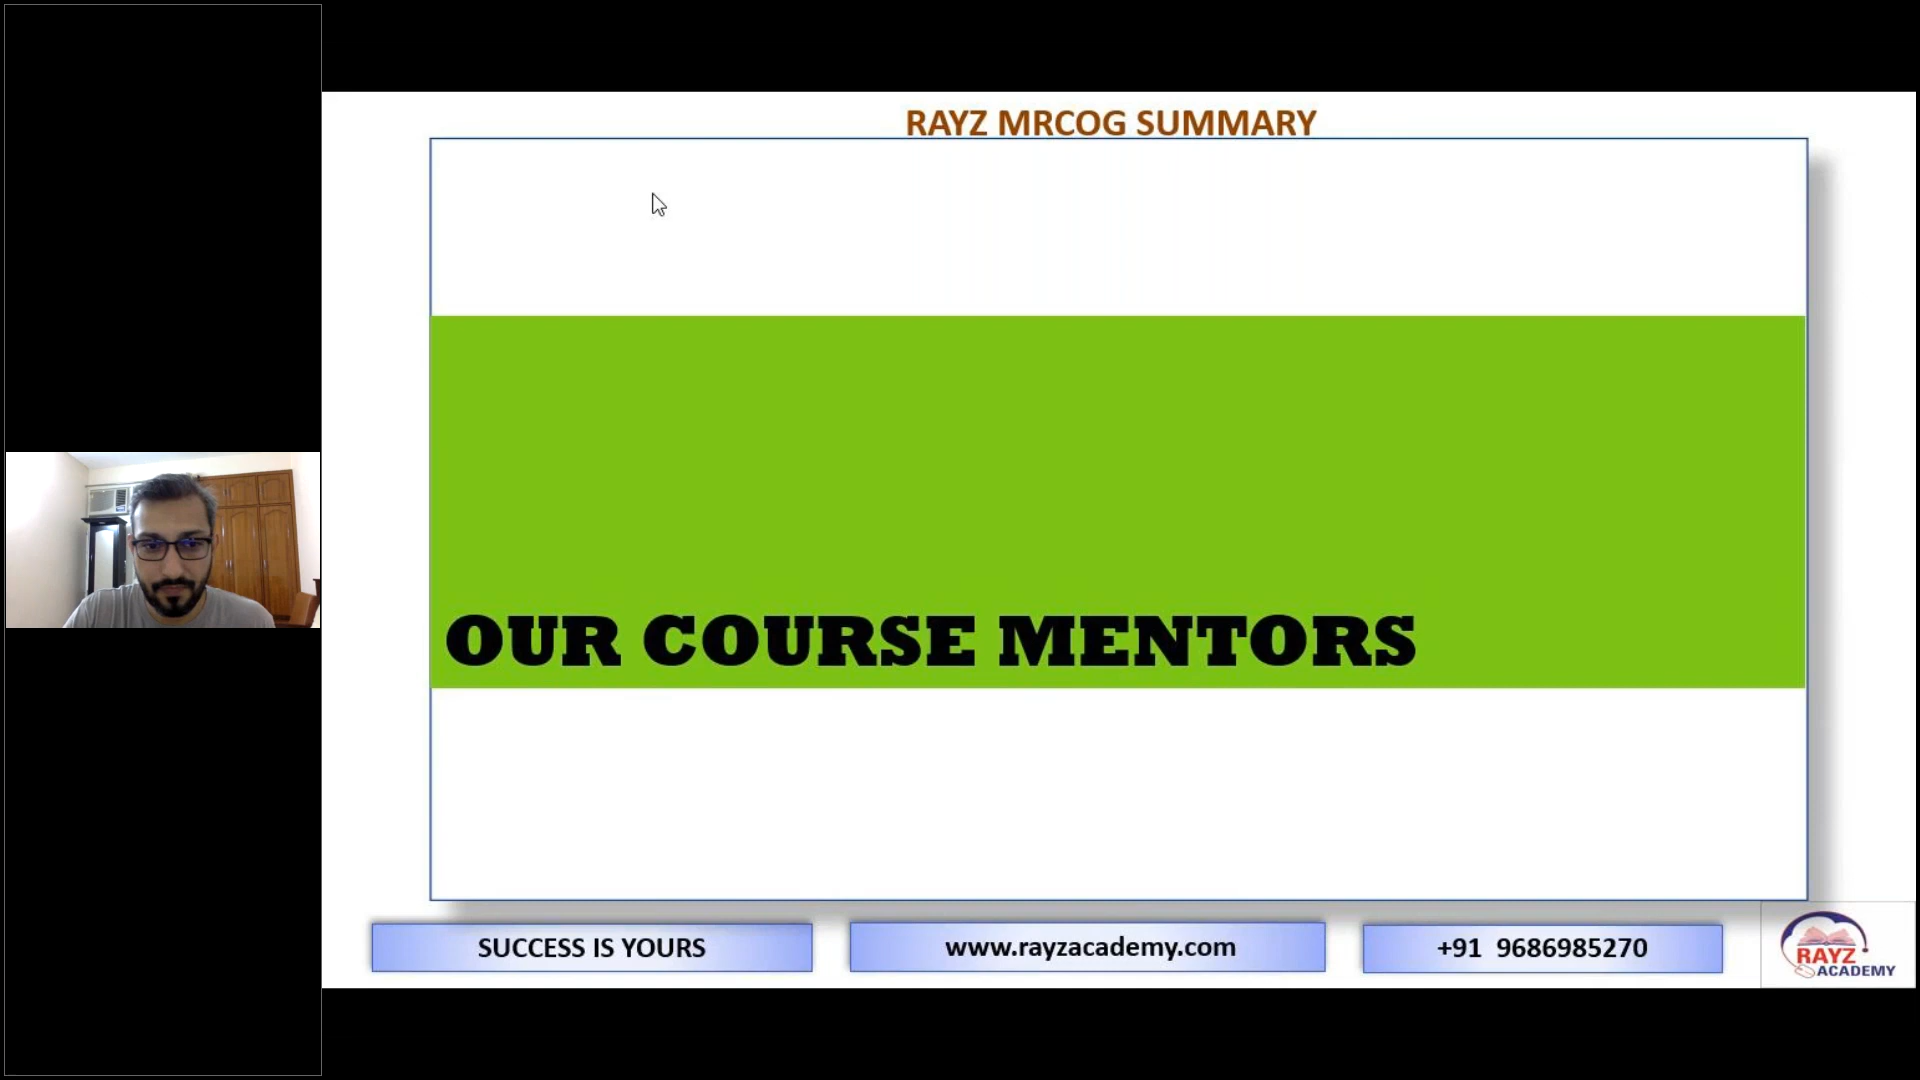 RAYZ MRCOG SUMMARY
OUR COURSE MENTORS
SUCCESS IS YOURS
www.rayzacademy.com
+91 9686985270
RAYZ
ACADEMY